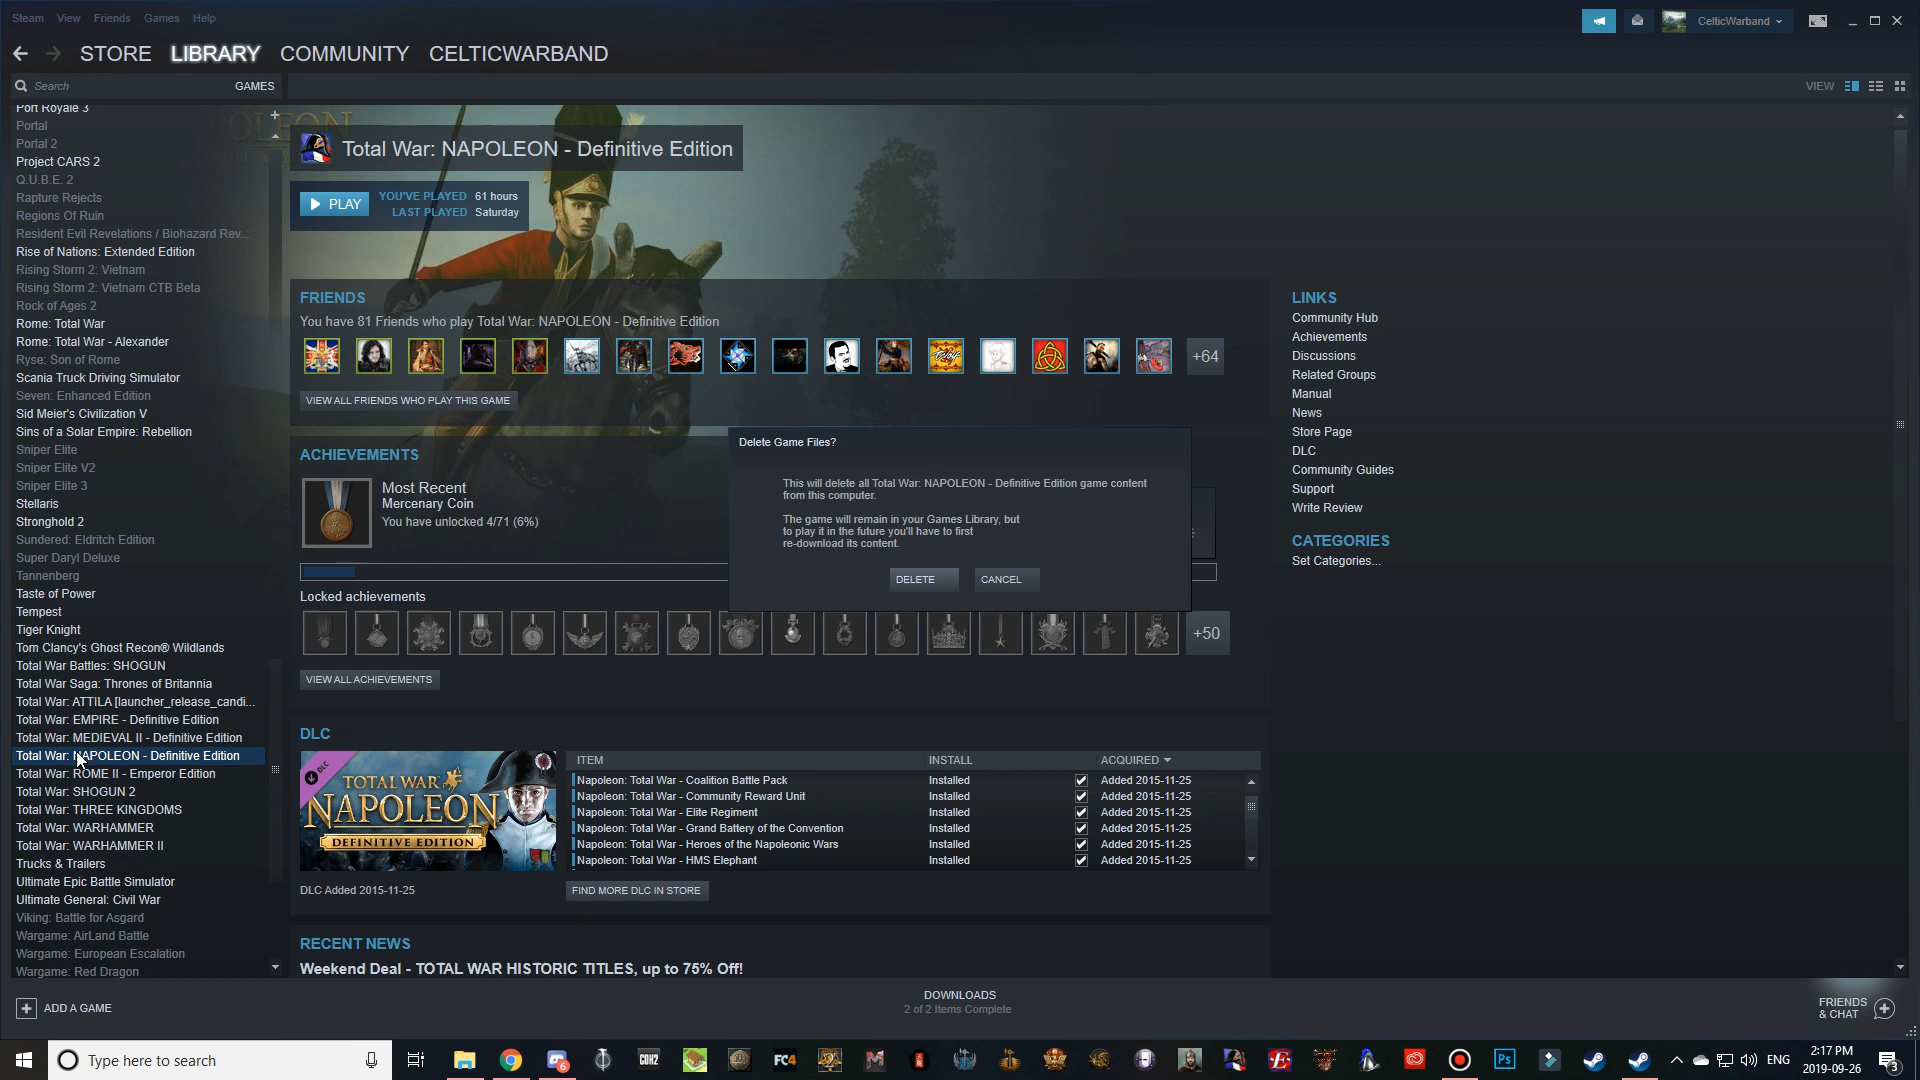 Steam View Friends Games Help
CelticWarband
STORE LIBRARY COMMUNITY CELTICWARBAND
Search GAMES VIEW
Port Royale 3
Portal
Portal 2
Project CARS 2
Q.U.B.E. 2
Rapture Rejects
Regions Of Ruin
Resident Evil Revelations / Biohazard Rev...
Rise of Nations: Extended Edition
Rising Storm 2: Vietnam
Rising Storm 2: Vietnam CTB Beta
Rock of Ages 2
Rome: Total War
Rome: Total War - Alexander
Ryse: Son of Rome
Scania Truck Driving Simulator
Seven: Enhanced Edition
Sid Meier's Civilization V
Sins of a Solar Empire: Rebellion
Sniper Elite
Sniper Elite V2
Sniper Elite 3
Stellaris
Stronghold 2
Sundered: Eldritch Edition
Super Daryl Deluxe
Tannenberg
Taste of Power
Tempest
Tiger Knight
Tom Clancy's Ghost Recon® Wildlands
Total War Battles: SHOGUN
Total War Saga: Thrones of Britannia
Total War: ATTILA [launcher_release_candi...
Total War: EMPIRE - Definitive Edition
Total War: MEDIEVAL II - Definitive Edition
Total War: NAPOLEON - Definitive Edition
Total War: ROME II - Emperor Edition
Total War: SHOGUN 2
Total War: THREE KINGDOMS
Total War: WARHAMMER
Total War: WARHAMMER II
Trucks & Trailers
Ultimate Epic Battle Simulator
Ultimate General: Civil War
Viking: Battle for Asgard
Wargame: AirLand Battle
Wargame: European Escalation
Wargame: Red Dragon
Total War: NAPOLEON - Definitive Edition
PLAY
YOU'VE PLAYED 61 hours
LAST PLAYED Saturday
FRIENDS
You have 81 Friends who play Total War: NAPOLEON - Definitive Edition
+64
VIEW ALL FRIENDS WHO PLAY THIS GAME
ACHIEVEMENTS
Most Recent
Mercenary Coin
You have unlocked 4/71 (6%)
Locked achievements
+50
VIEW ALL ACHIEVEMENTS
Delete Game Files?
This will delete all Total War: NAPOLEON - Definitive Edition game content
from this computer.
The game will remain in your Games Library, but
to play it in the future you'll have to first
re-download its content.
DELETE CANCEL
DLC
DLC
TOTAL WAR
NAPOLEON
DEFINITIVE EDITION
DLC Added 2015-11-25
ITEM INSTALL ACQUIRED
Napoleon: Total War - Coalition Battle Pack Installed Added 2015-11-25
Napoleon: Total War - Community Reward Unit Installed Added 2015-11-25
Napoleon: Total War - Elite Regiment Installed Added 2015-11-25
Napoleon: Total War - Grand Battery of the Convention Installed Added 2015-11-25
Napoleon: Total War - Heroes of the Napoleonic Wars Installed Added 2015-11-25
Napoleon: Total War - HMS Elephant Installed Added 2015-11-25
FIND MORE DLC IN STORE
RECENT NEWS
Weekend Deal - TOTAL WAR HISTORIC TITLES, up to 75% Off!
LINKS
Community Hub
Achievements
Discussions
Related Groups
Manual
News
Store Page
DLC
Community Guides
Support
Write Review
CATEGORIES
Set Categories...
ADD A GAME
DOWNLOADS
2 of 2 Items Complete
FRIENDS
& CHAT
Type here to search
6
COH2
FC4
Ps
ENG
2:17 PM
2019-09-26
3